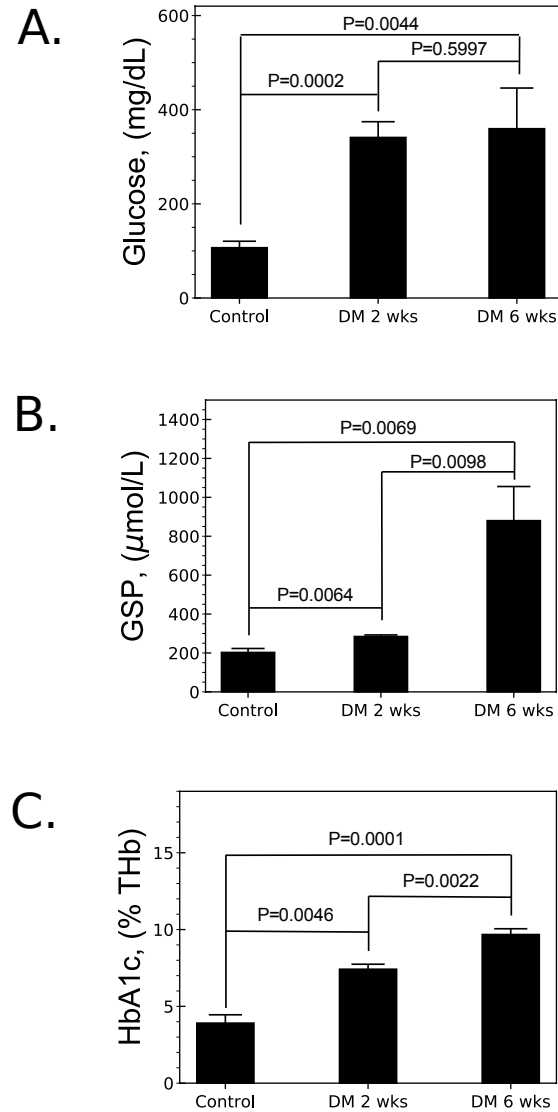 A.
Glucose, (mg/dL)
600
400
200
0
P=0.0044
P=0.5997
P=0.0002
Control DM 2 wks DM 6 wks
B.
GSP, (μmol/L)
1400
1200
1000
800
600
400
200
0
P=0.0069
P=0.0098
P=0.0064
Control DM 2 wks DM 6 wks
C.
HbA1c, (% THb)
15
10
5
0
P=0.0001
P=0.0022
P=0.0046
Control DM 2 wks DM 6 wks